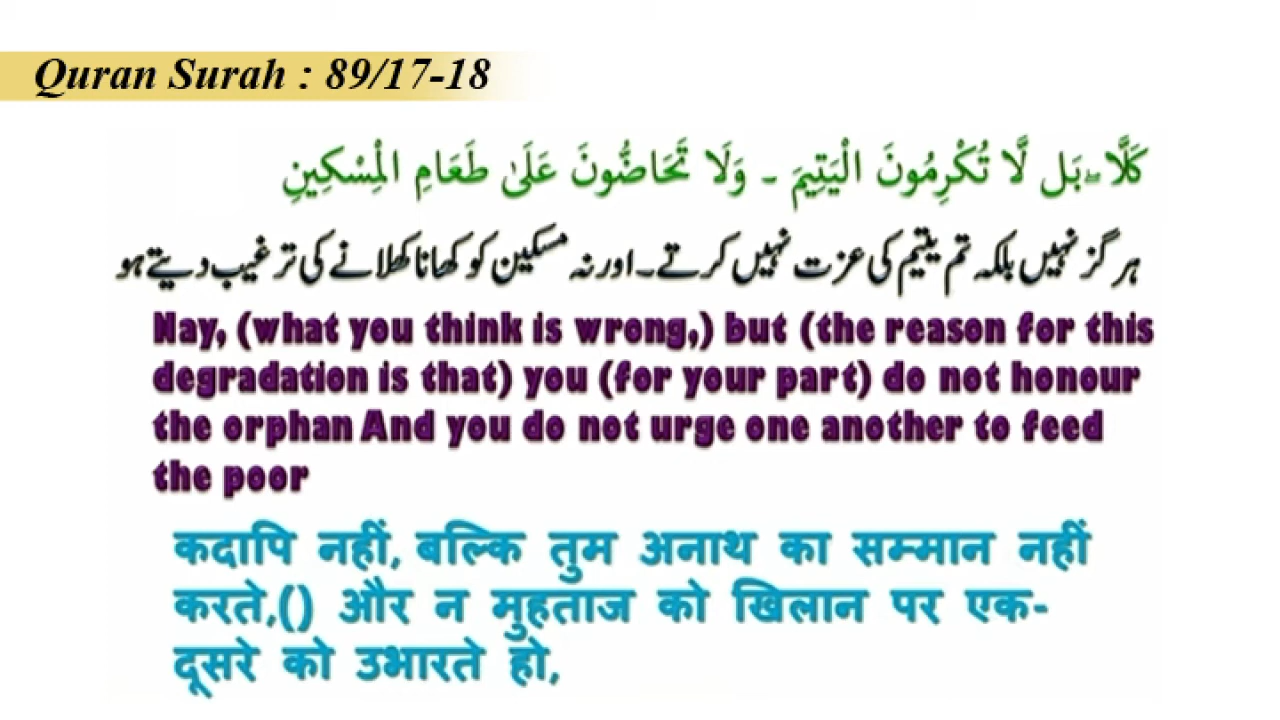 Quran Surah : 89/17-18
كَلَّا ۖ بَل لَّا تُكْرِمُونَ الْيَتِيمَ ۔ وَلَا تَحَاضُّونَ عَلَىٰ طَعَامِ الْمِسْكِينِ
ہر گز نہیں بلکہ تم یتیم کی عزت نہیں کرتے۔ اور نہ مسکین کو کھانا کھلانے کی ترغیب دیتے ہو
Nay, (what you think is wrong,) but (the reason for this
degradation is that) you (for your part) do not honour
the orphan And you do not urge one another to feed
the poor
कदापि नहीं, बल्कि तुम अनाथ का सम्मान नहीं
करते,() और न मुहताज को खिलान पर एक-
दूसरे को उभारते हो,